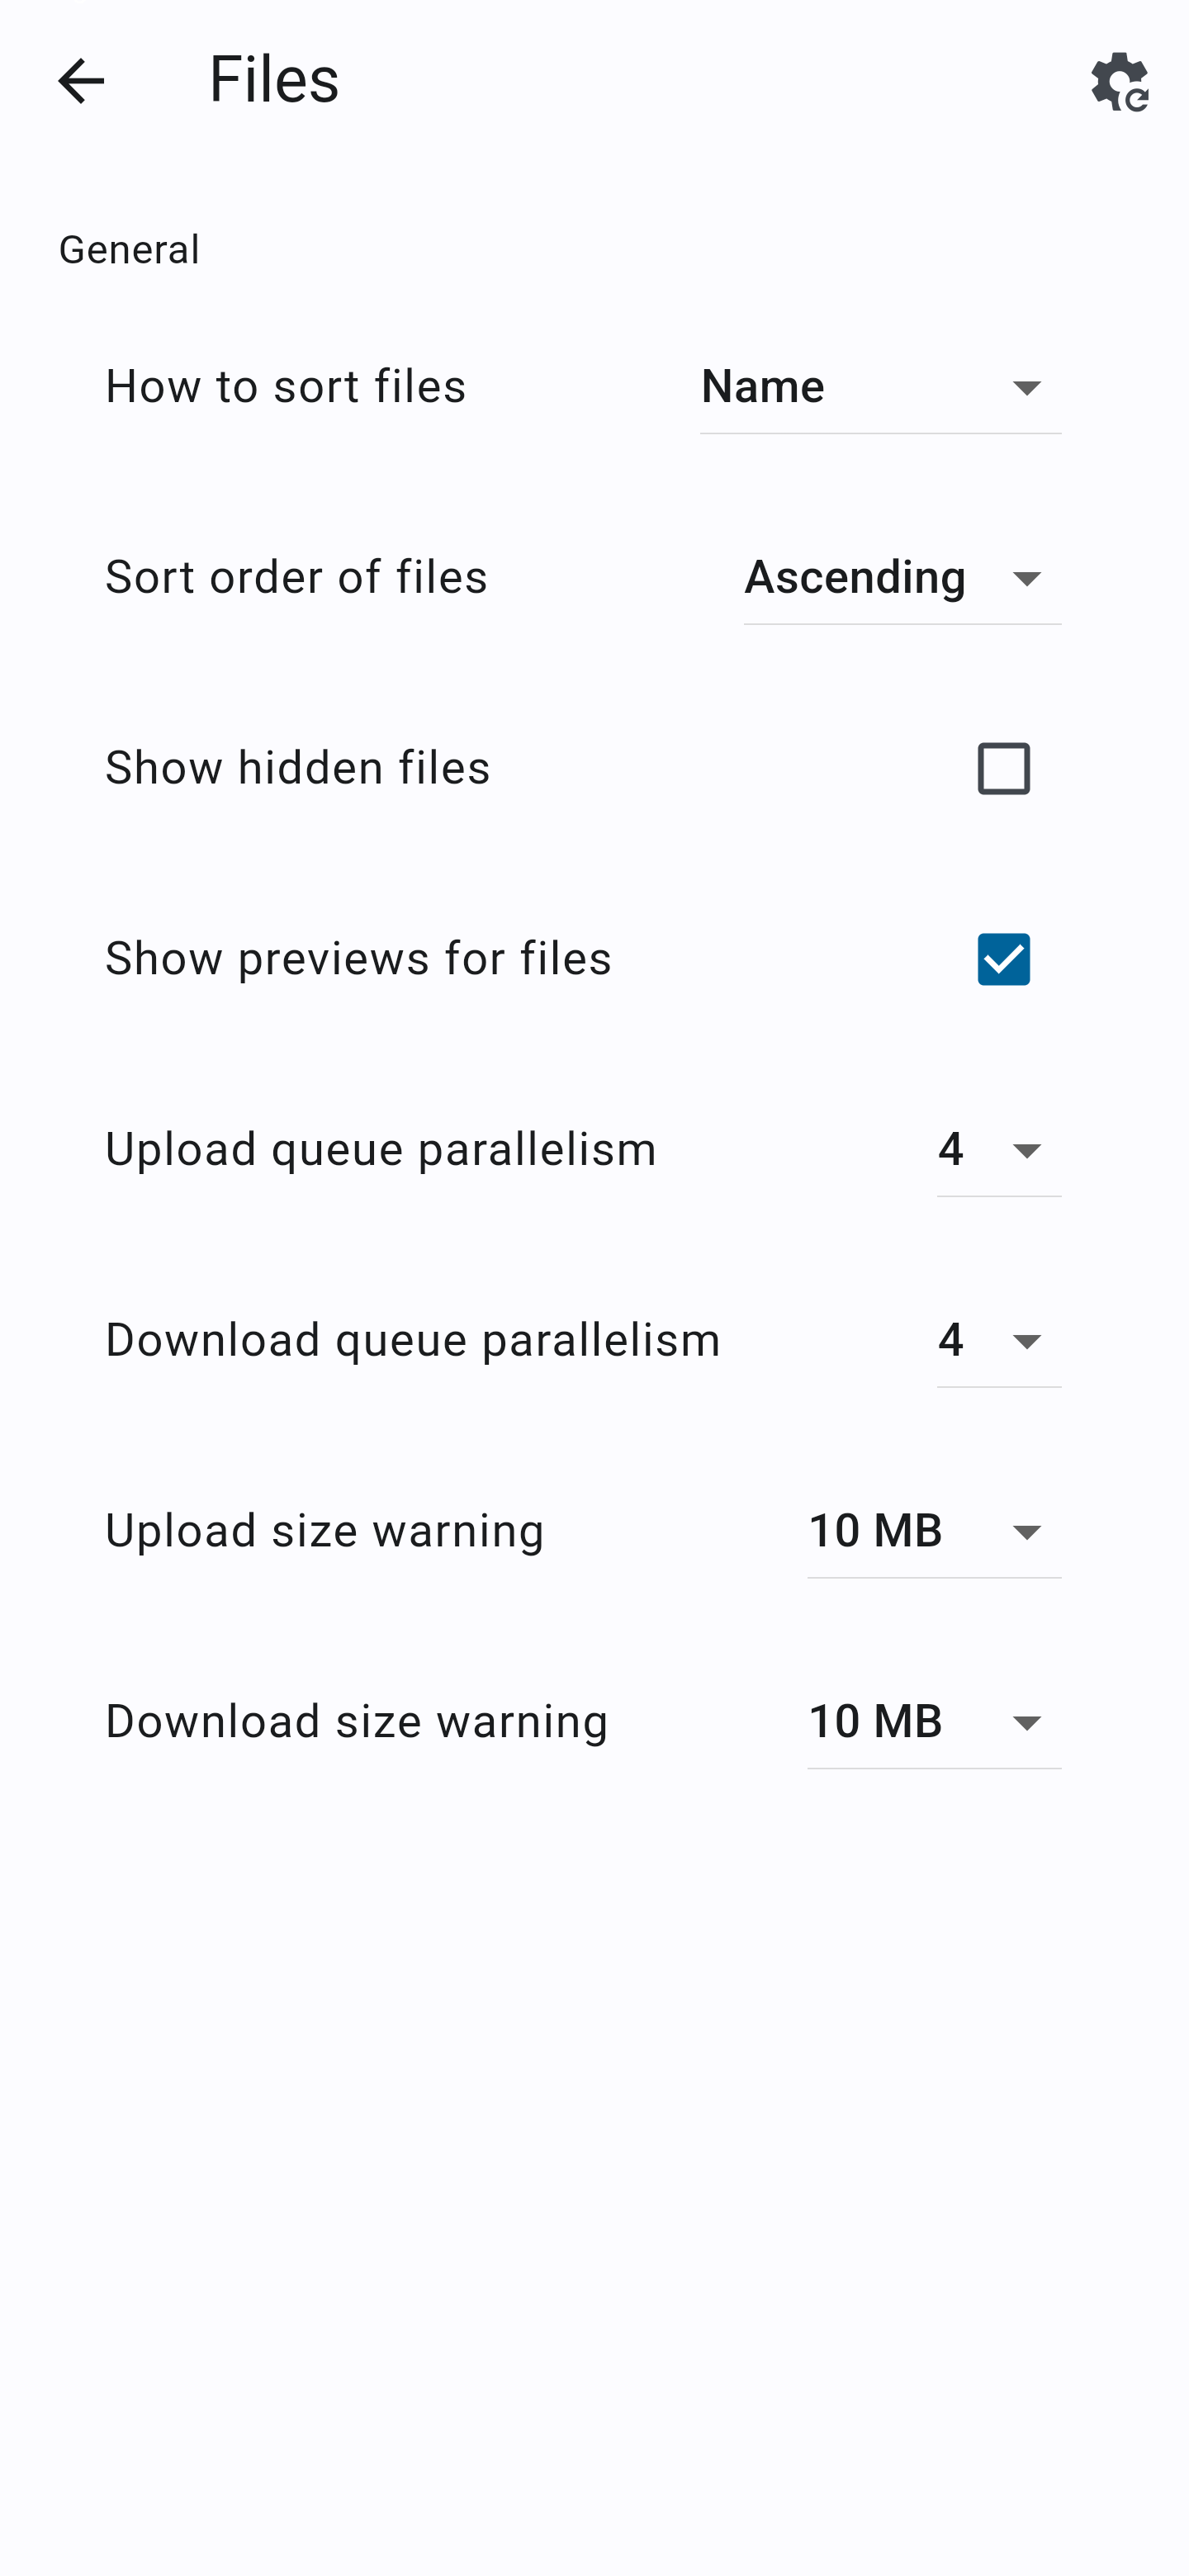 Files
General
How to sort files Name
Sort order of files Ascending
Show hidden files
Show previews for files
Upload queue parallelism 4
Download queue parallelism 4
Upload size warning 10 MB
Download size warning 10 MB